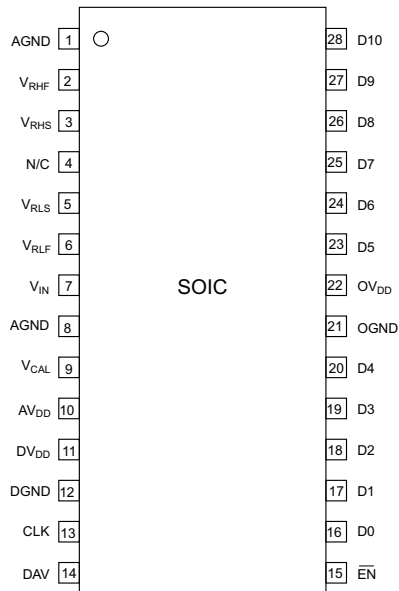 AGND 1 28 D10
VRHF 2 27 D9
VRHS 3 26 D8
N/C 4 25 D7
VRLS 5 24 D6
VRLF 6 23 D5
VIN 7 SOIC 22 OVDD
AGND 8 21 OGND
VCAL 9 20 D4
AVDD 10 19 D3
DVDD 11 18 D2
DGND 12 17 D1
CLK 13 16 D0
DAV 14 15 E̅N̅